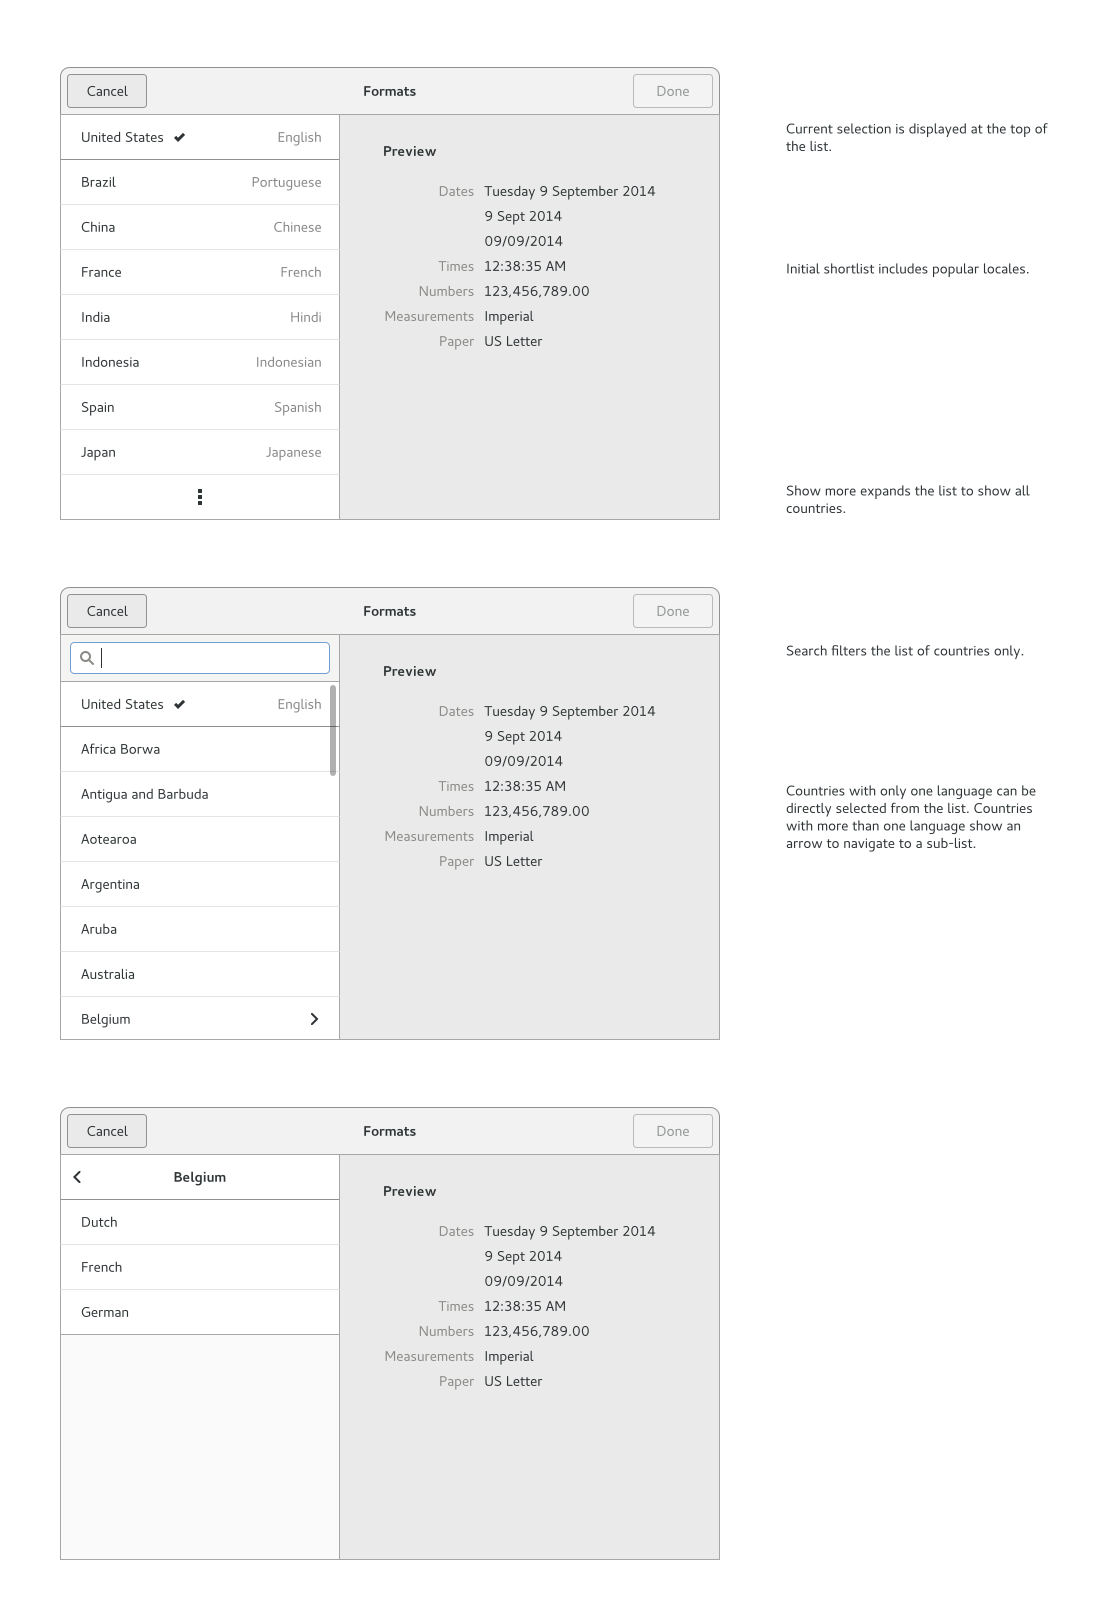 Cancel Formats Done
United States English
Brazil Portuguese
China Chinese
France French
India Hindi
Indonesia Indonesian
Spain Spanish
Japan Japanese
Preview
Dates Tuesday 9 September 2014
9 Sept 2014
09/09/2014
Times 12:38:35 AM
Numbers 123,456,789.00
Measurements Imperial
Paper US Letter
Current selection is displayed at the top of
the list.
Initial shortlist includes popular locales.
Show more expands the list to show all
countries.
Cancel Formats Done
United States English
Africa Borwa
Antigua and Barbuda
Aotearoa
Argentina
Aruba
Australia
Belgium
Preview
Dates Tuesday 9 September 2014
9 Sept 2014
09/09/2014
Times 12:38:35 AM
Numbers 123,456,789.00
Measurements Imperial
Paper US Letter
Search filters the list of countries only.
Countries with only one language can be
directly selected from the list. Countries
with more than one language show an
arrow to navigate to a sub-list.
Cancel Formats Done
Belgium
Dutch
French
German
Preview
Dates Tuesday 9 September 2014
9 Sept 2014
09/09/2014
Times 12:38:35 AM
Numbers 123,456,789.00
Measurements Imperial
Paper US Letter